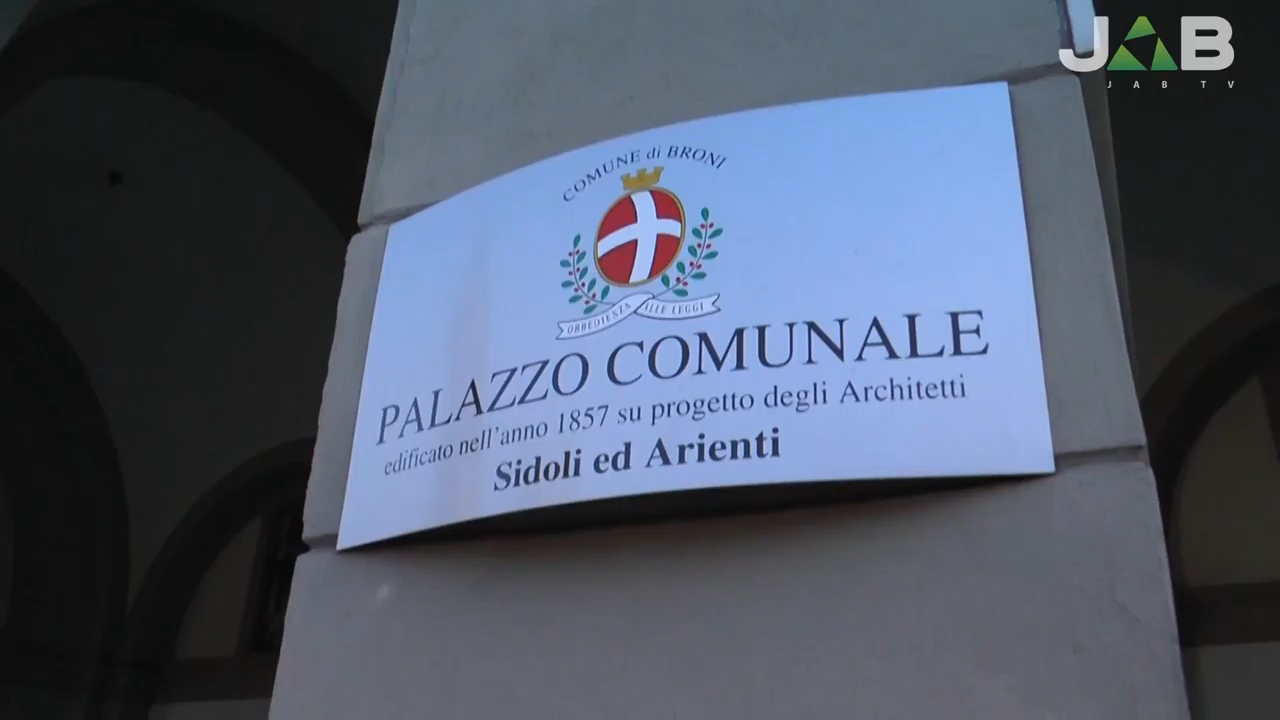 JAB
JAB TV
COMUNE di BRONI
OBBEDIENZA ALLE LEGGI
PALAZZO COMUNALE
edificato nell'anno 1857 su progetto degli Architetti
Sidoli ed Arienti